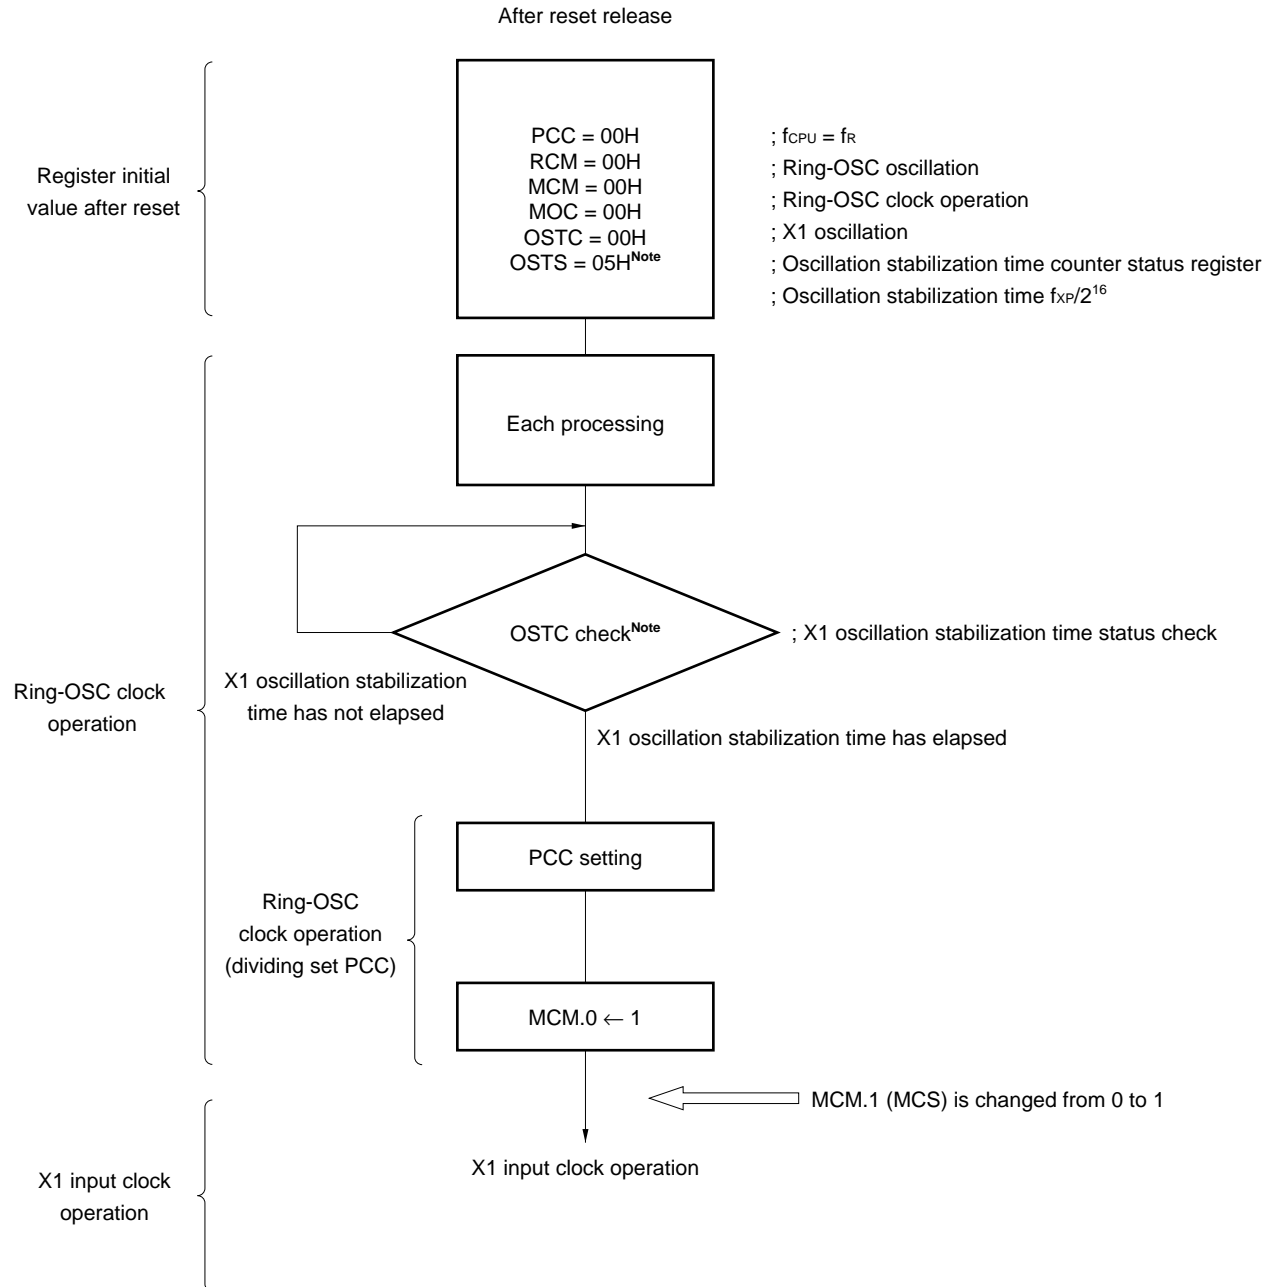 After reset release
Register initial
value after reset
PCC = 00H
RCM = 00H
MCM = 00H
MOC = 00H
OSTC = 00H
OSTS = 05HNote
; fCPU = fR
; Ring-OSC oscillation
; Ring-OSC clock operation
; X1 oscillation
; Oscillation stabilization time counter status register
; Oscillation stabilization time fXP/2^16
Each processing
Ring-OSC clock
operation
OSTC checkNote
; X1 oscillation stabilization time status check
X1 oscillation stabilization
time has not elapsed
X1 oscillation stabilization time has elapsed
Ring-OSC
clock operation
(dividing set PCC)
PCC setting
MCM.0 ← 1
MCM.1 (MCS) is changed from 0 to 1
X1 input clock operation
X1 input clock
operation